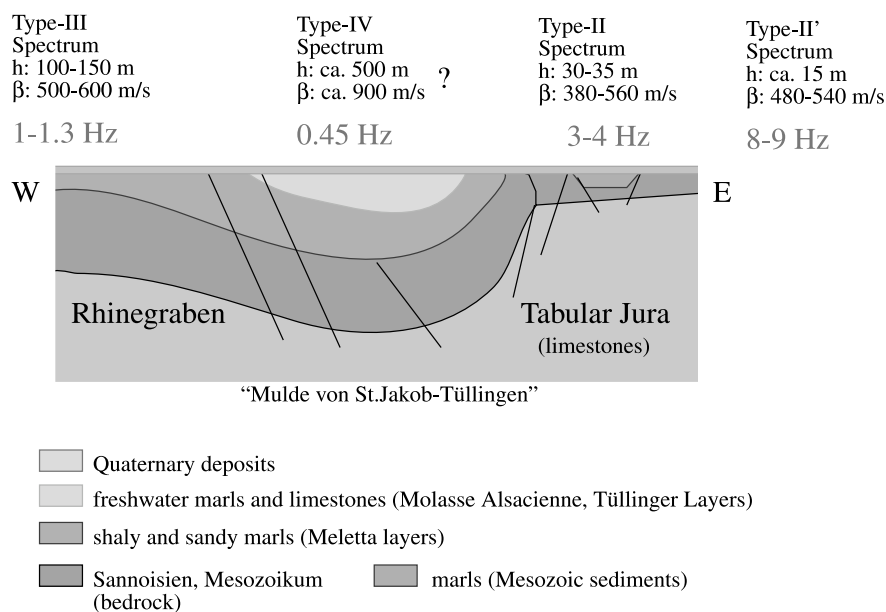 Type-III
Spectrum
h: 100-150 m
β: 500-600 m/s
1-1.3 Hz
Type-IV
Spectrum
h: ca. 500 m
β: ca. 900 m/s
?
0.45 Hz
Type-II
Spectrum
h: 30-35 m
β: 380-560 m/s
3-4 Hz
Type-II’
Spectrum
h: ca. 15 m
β: 480-540 m/s
8-9 Hz
W
E
Rhinegraben
Tabular Jura
(limestones)
“Mulde von St.Jakob-Tüllingen”
Quaternary deposits
freshwater marls and limestones (Molasse Alsacienne, Tüllinger Layers)
shaly and sandy marls (Meletta layers)
Sannoisien, Mesozoikum
(bedrock)
marls (Mesozoic sediments)